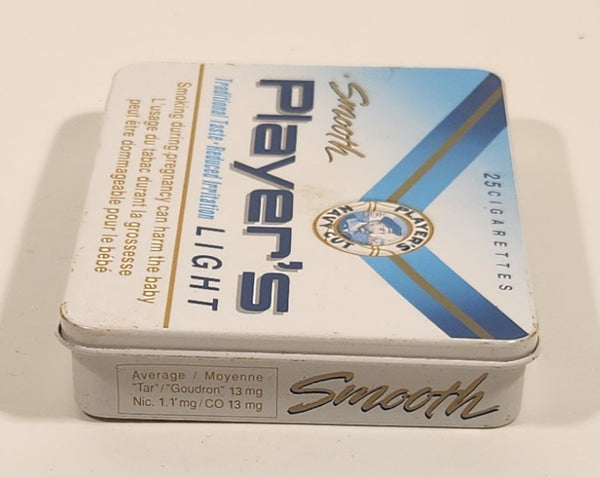 25 CIGARETTES
PLAYER'S
NAVY CUT
Smooth
Player's
LIGHT
Traditional Taste • Reduced Irritation
Smoking during pregnancy can harm the baby
L'usage du tabac durant la grossesse
peut être dommageable pour le bébé
Average / Moyenne
"Tar"/"Goudron" 13 mg
Nic. 1.1 mg/CO 13 mg
Smooth